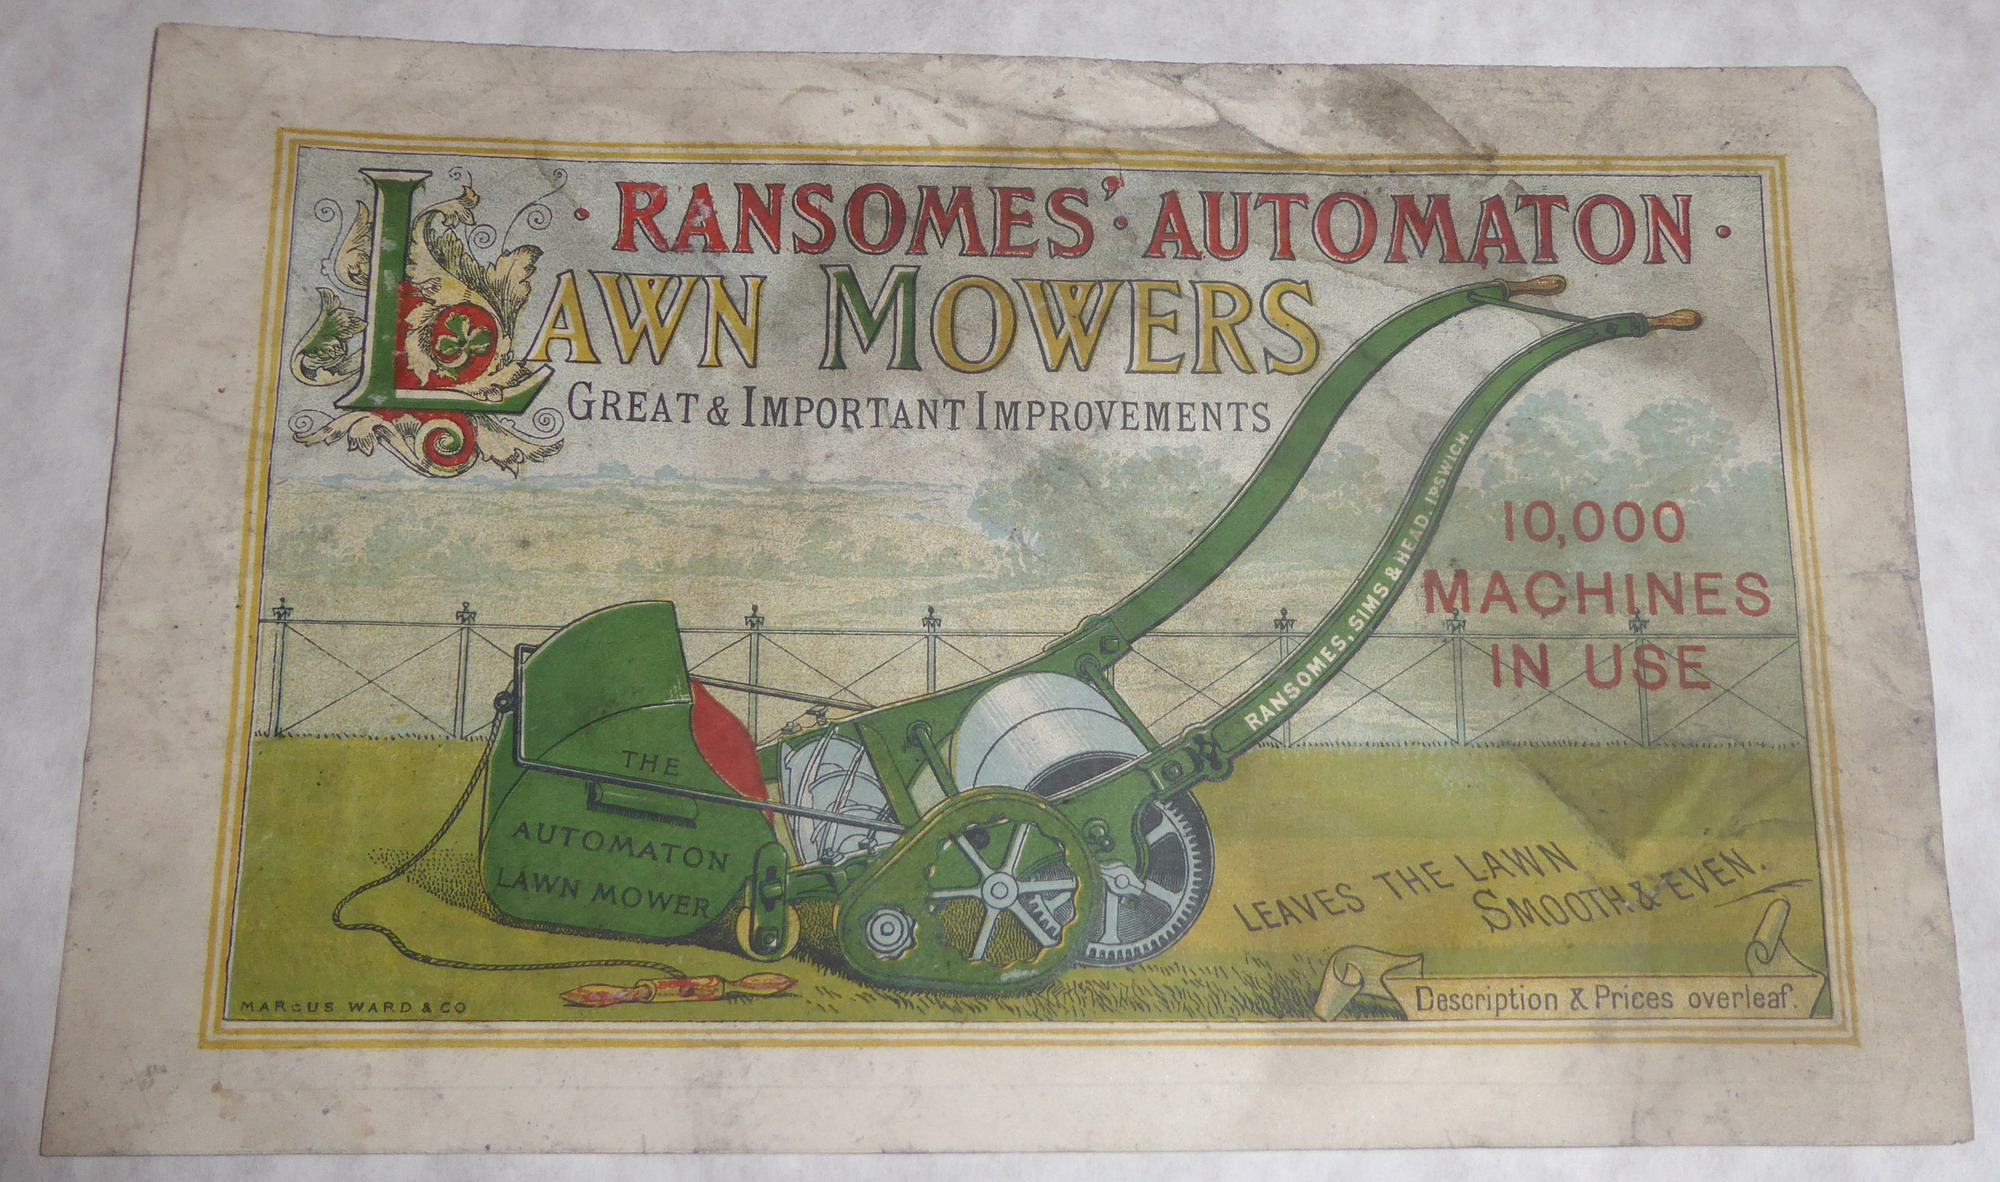 · RANSOMES' · AUTOMATON ·
LAWN MOWERS
GREAT & IMPORTANT IMPROVEMENTS
RANSOMES, SIMS & HEAD. IPSWICH.
10,000
MACHINES
IN USE
THE
AUTOMATON
LAWN MOWER
LEAVES THE LAWN
SMOOTH & EVEN.
Description & Prices overleaf.
MARCUS WARD & CO